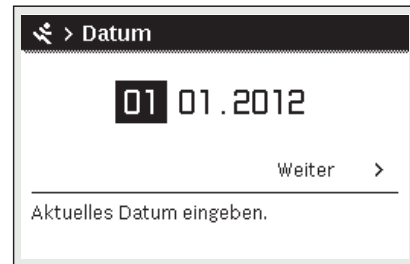 > Datum
01 01.2012
Weiter >
Aktuelles Datum eingeben.